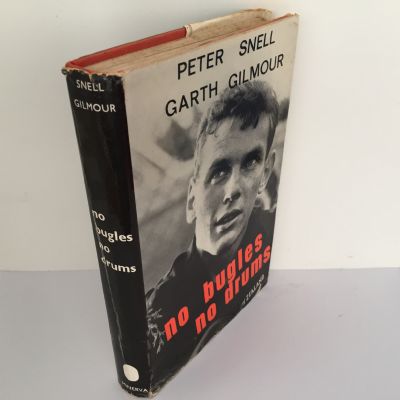 SNELL
GILMOUR
no
bugles
no
drums
MINERVA
PETER SNELL
GARTH GILMOUR
no bugles
no drums